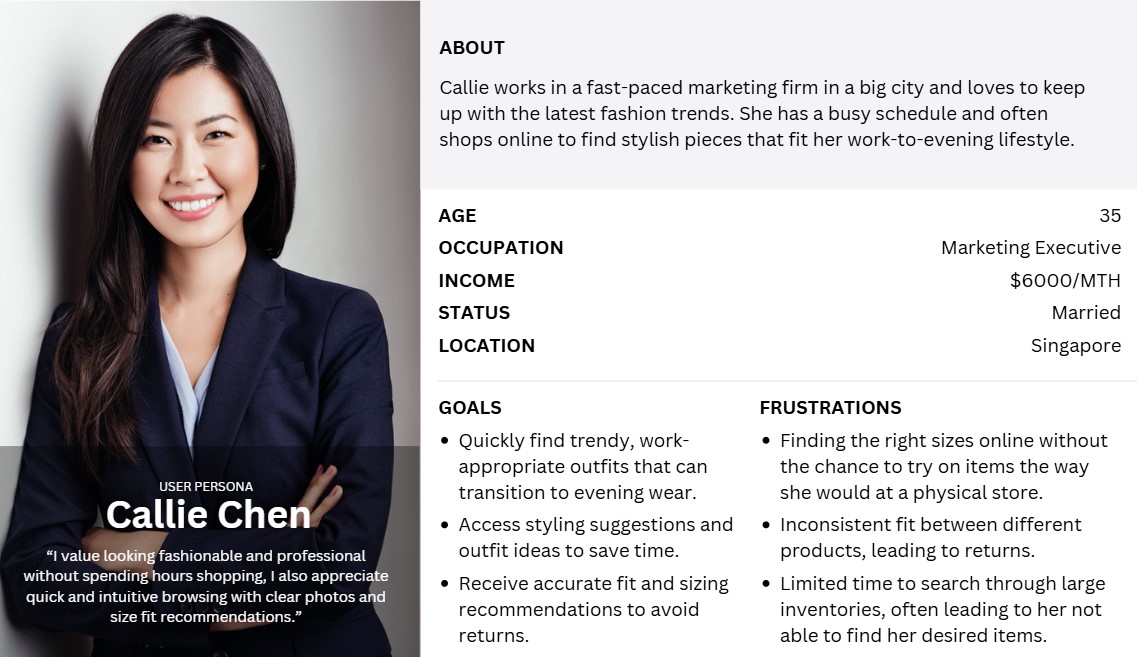 USER PERSONA
Callie Chen
“I value looking fashionable and professional
without spending hours shopping, I also appreciate
quick and intuitive browsing with clear photos and
size fit recommendations.”
ABOUT
Callie works in a fast-paced marketing firm in a big city and loves to keep
up with the latest fashion trends. She has a busy schedule and often
shops online to find stylish pieces that fit her work-to-evening lifestyle.
AGE 35
OCCUPATION Marketing Executive
INCOME $6000/MTH
STATUS Married
LOCATION Singapore
GOALS
• Quickly find trendy, work-
appropriate outfits that can
transition to evening wear.
• Access styling suggestions and
outfit ideas to save time.
• Receive accurate fit and sizing
recommendations to avoid
returns.
FRUSTRATIONS
• Finding the right sizes online without
the chance to try on items the way
she would at a physical store.
• Inconsistent fit between different
products, leading to returns.
• Limited time to search through large
inventories, often leading to her not
able to find her desired items.